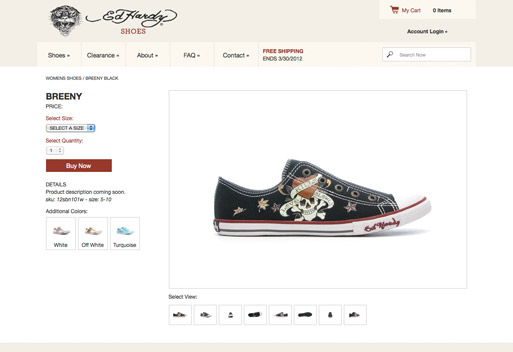 Ed Hardy
SHOES
My Cart 0 Items
Account Login »
Shoes » Clearance » About » FAQ » Contact »
FREE SHIPPING
ENDS 3/30/2012
Search Now
WOMENS SHOES / BREENY BLACK
BREENY
PRICE:
Select Size:
SELECT A SIZE
Select Quantity:
1
Buy Now
DETAILS
Product description coming soon.
sku: 12sbn101w - size: 5-10
Additional Colors:
White Off White Turquoise
Ed Hardy
Select View: